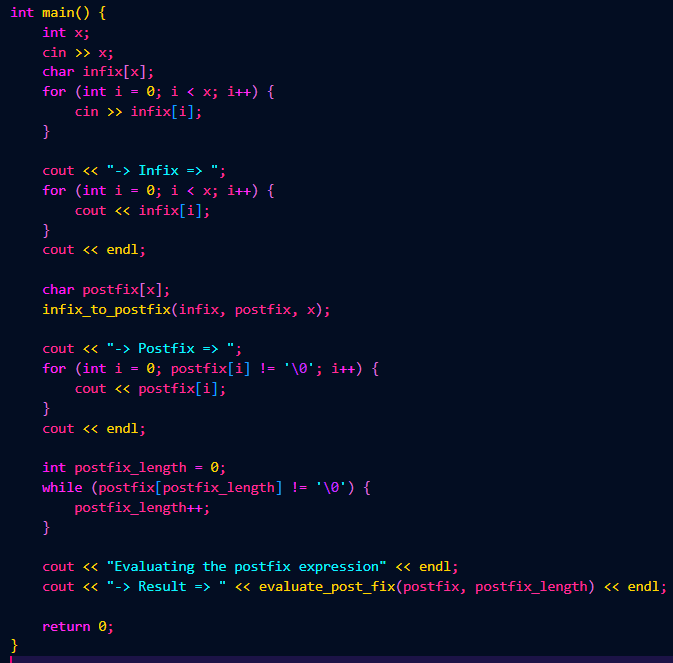 int main() {
    int x;
    cin >> x;
    char infix[x];
    for (int i = 0; i < x; i++) {
        cin >> infix[i];
    }

    cout << "-> Infix => ";
    for (int i = 0; i < x; i++) {
        cout << infix[i];
    }
    cout << endl;

    char postfix[x];
    infix_to_postfix(infix, postfix, x);

    cout << "-> Postfix => ";
    for (int i = 0; postfix[i] != '\0'; i++) {
        cout << postfix[i];
    }
    cout << endl;

    int postfix_length = 0;
    while (postfix[postfix_length] != '\0') {
        postfix_length++;
    }

    cout << "Evaluating the postfix expression" << endl;
    cout << "-> Result => " << evaluate_post_fix(postfix, postfix_length) << endl;

    return 0;
}